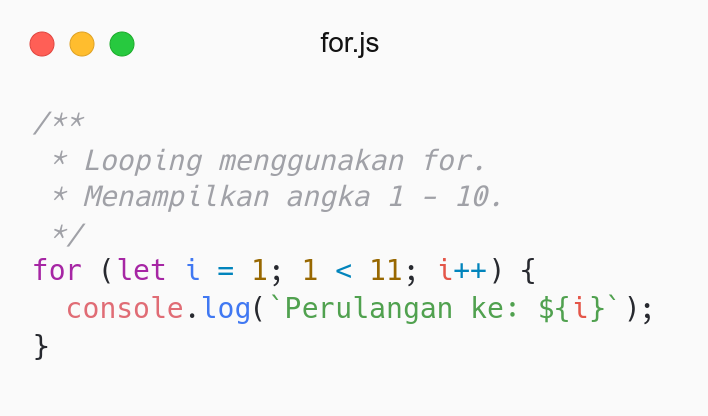 for.js
/**
 * Looping menggunakan for.
 * Menampilkan angka 1 - 10.
 */
for (let i = 1; 1 < 11; i++) {
  console.log(`Perulangan ke: ${i}`);
}